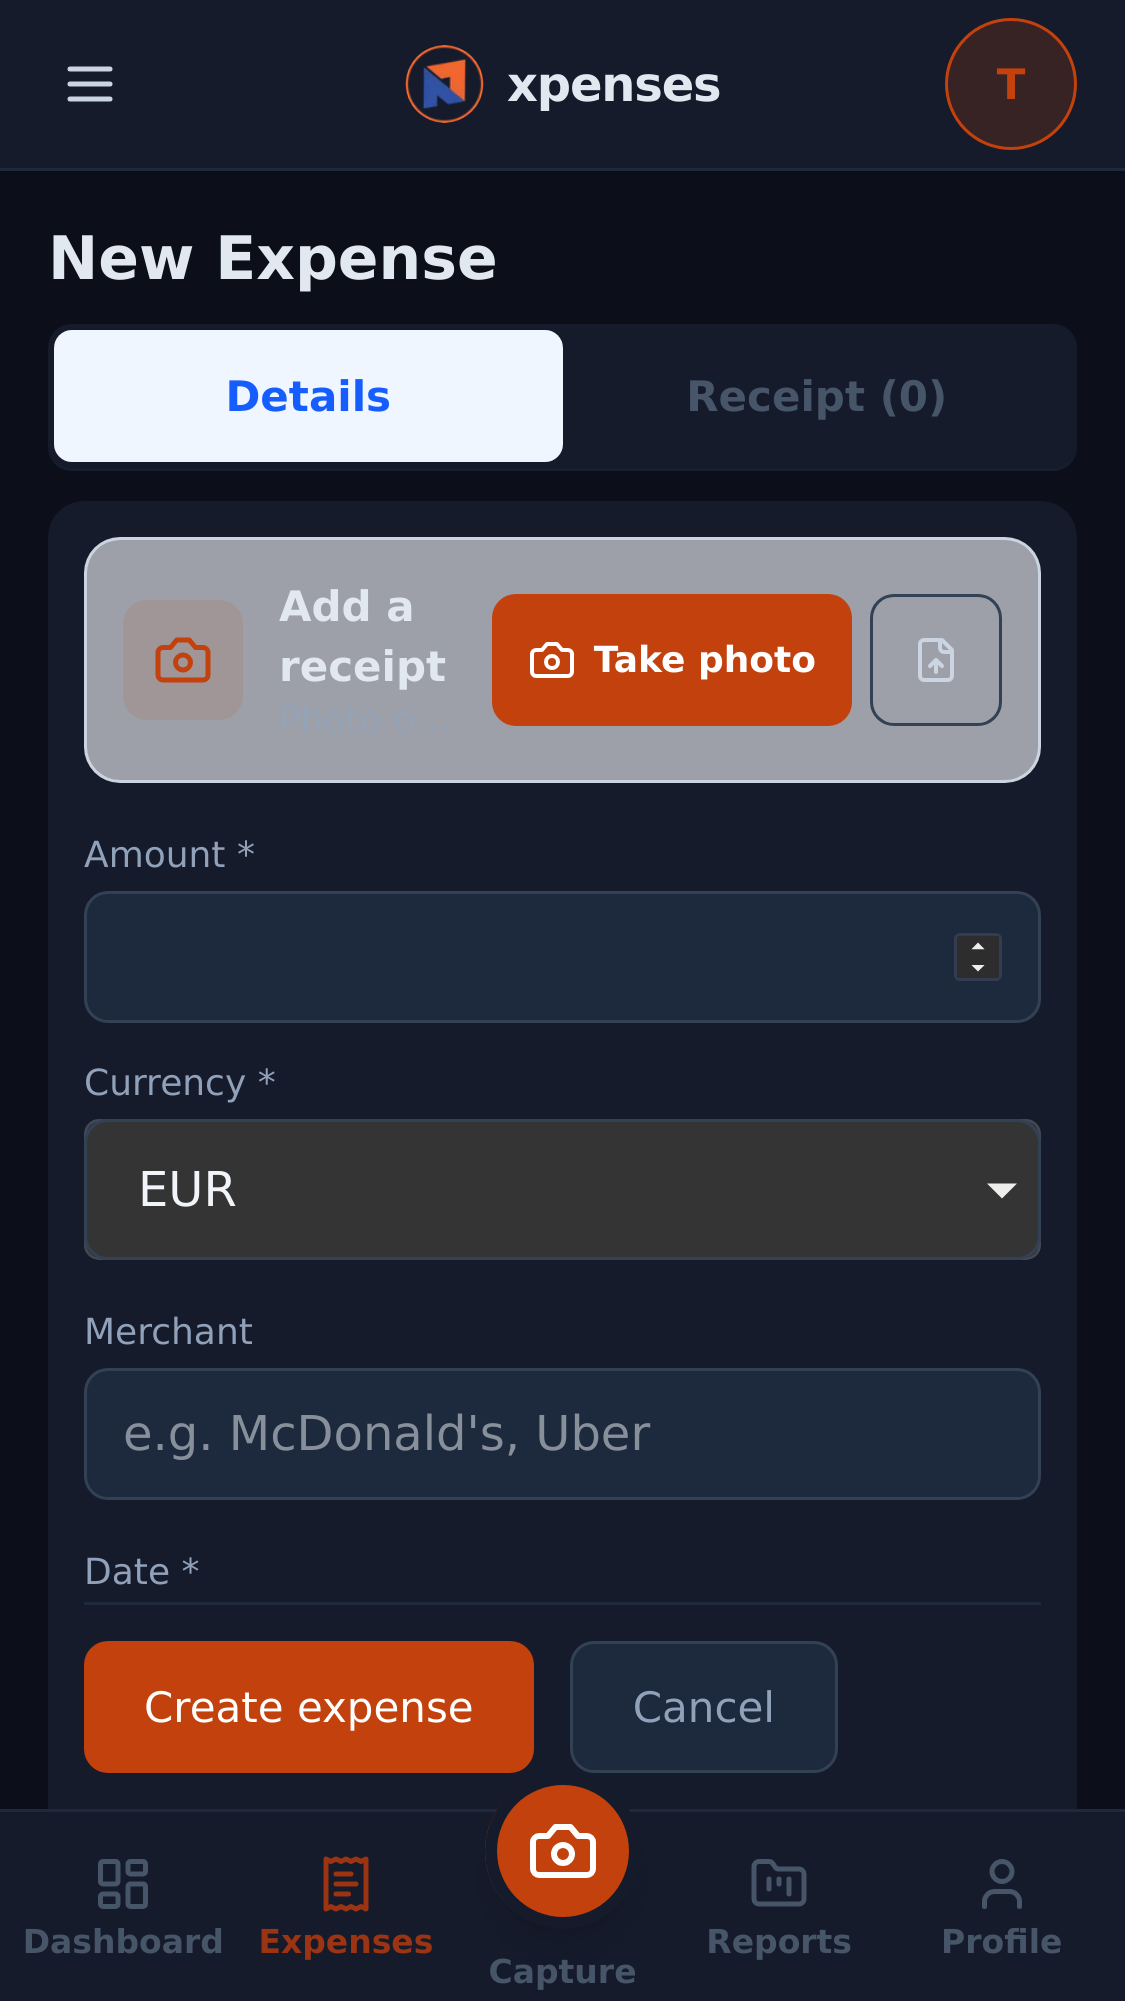 xpenses
T
New Expense
Details
Receipt (0)
Add a
receipt
Photo o...
Take photo
Amount *
Currency *
EUR
Merchant
e.g. McDonald's, Uber
Date *
Create expense
Cancel
Dashboard
Expenses
Capture
Reports
Profile